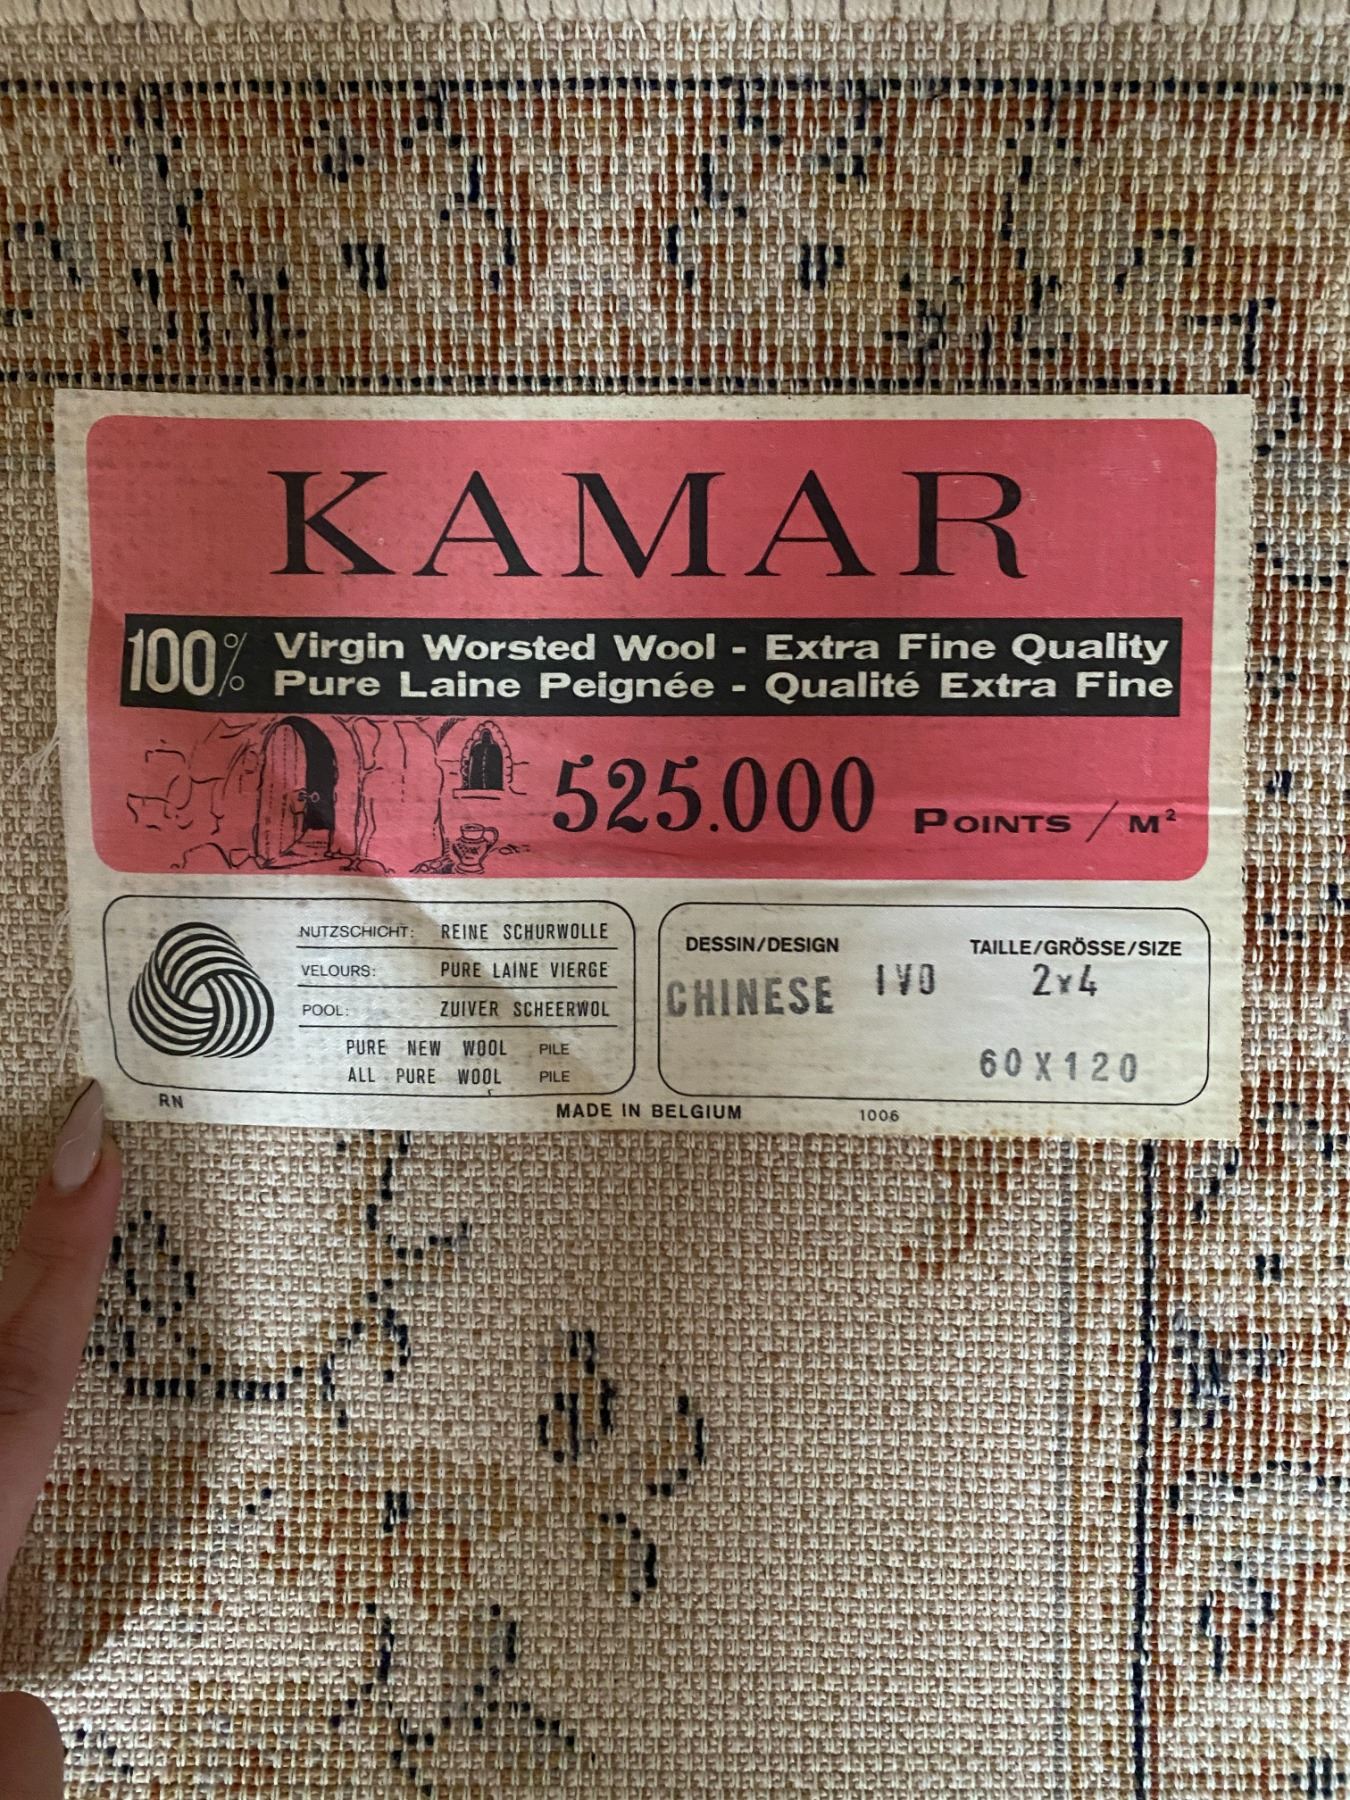 KAMAR
100% Virgin Worsted Wool - Extra Fine Quality
Pure Laine Peignée - Qualité Extra Fine
525.000 POINTS / M²
NUTZSCHICHT: REINE SCHURWOLLE
VELOURS: PURE LAINE VIERGE
POOL: ZUIVER SCHEERWOL
PURE NEW WOOL PILE
ALL PURE WOOL PILE
DESSIN/DESIGN TAILLE/GRÖSSE/SIZE
CHINESE IVO 2x4
60X120
RN MADE IN BELGIUM 1006